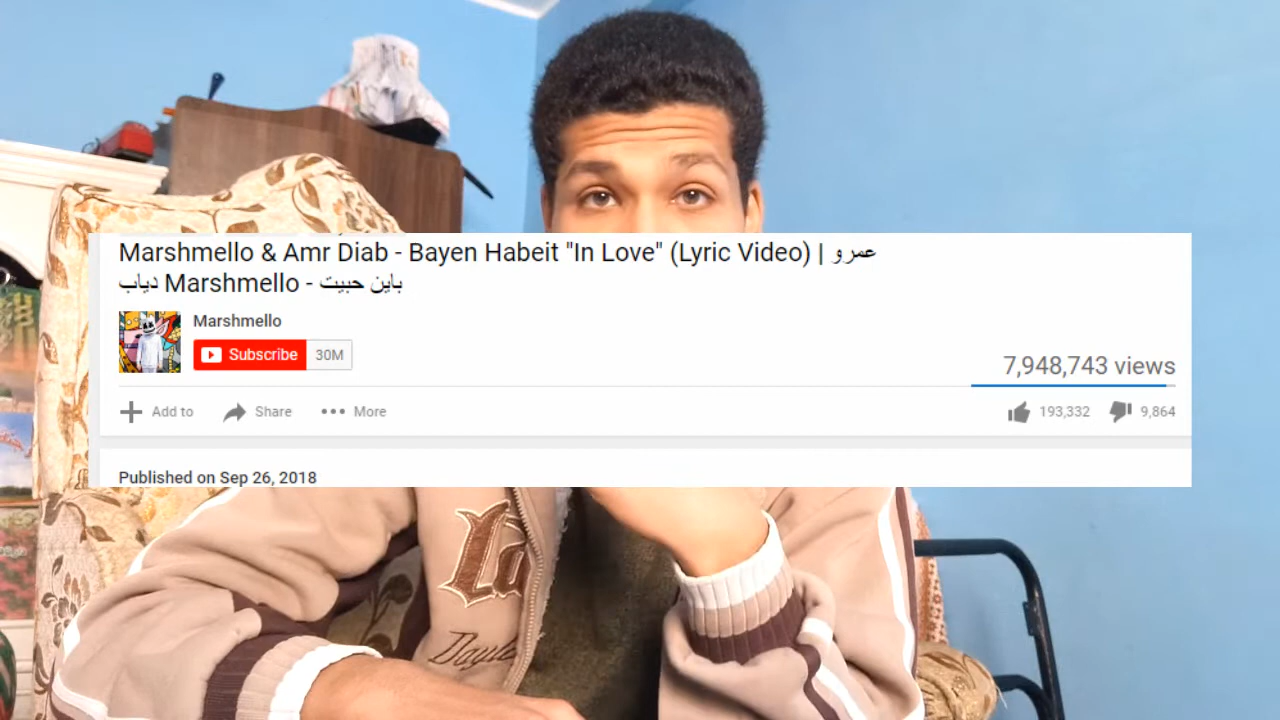 Marshmello & Amr Diab - Bayen Habeit "In Love" (Lyric Video) | عمرو
دياب Marshmello - باين حبيت
Marshmello
Subscribe 30M
7,948,743 views
Add to Share More
193,332 9,864
Published on Sep 26, 2018